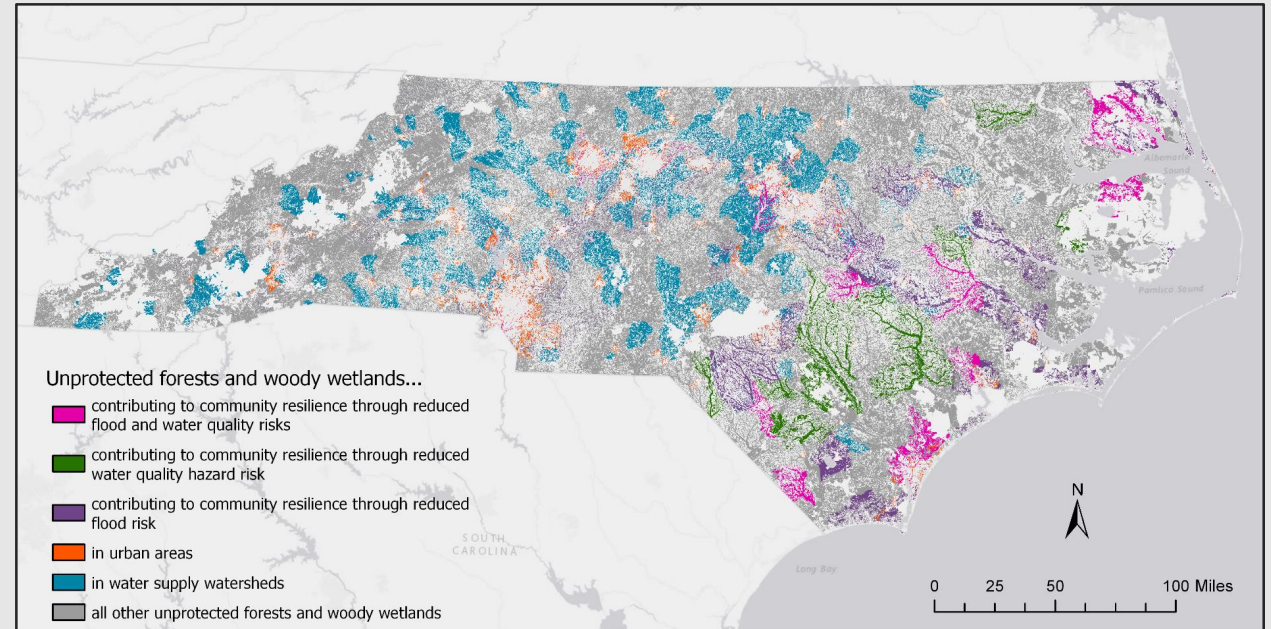 Albemarle
Sound
Pamlico Sound
Unprotected forests and woody wetlands...
contributing to community resilience through reduced
flood and water quality risks
contributing to community resilience through reduced
water quality hazard risk
contributing to community resilience through reduced
flood risk
in urban areas
in water supply watersheds
all other unprotected forests and woody wetlands
SOUTH
CAROLINA
Long Bay
N
0 25 50 100 Miles